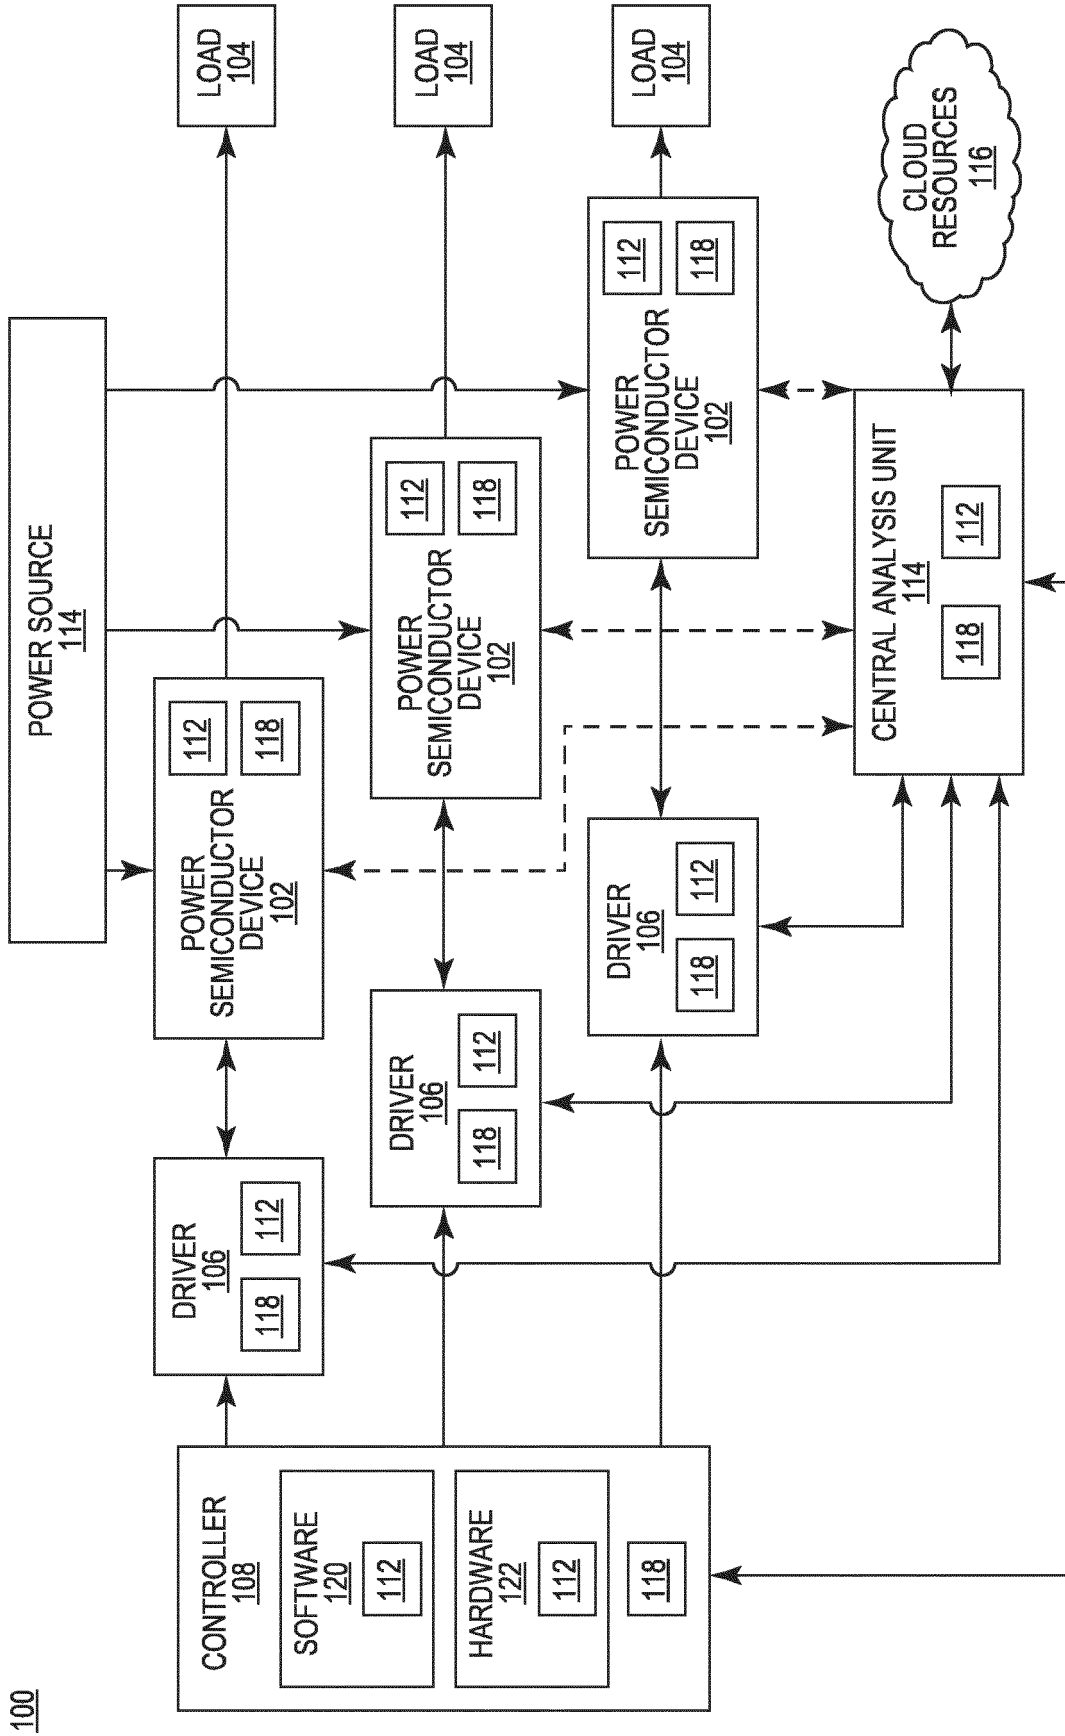 100
POWER SOURCE
114
CONTROLLER
108
SOFTWARE
120
112
HARDWARE
122
112
118
DRIVER
106
118
112
POWER
SEMICONDUCTOR
DEVICE
102
112
118
LOAD
104
DRIVER
106
118
112
POWER
SEMICONDUCTOR
DEVICE
102
112
118
LOAD
104
DRIVER
106
118
112
POWER
SEMICONDUCTOR
DEVICE
102
112
118
LOAD
104
CENTRAL ANALYSIS UNIT
114
118
112
CLOUD
RESOURCES
116